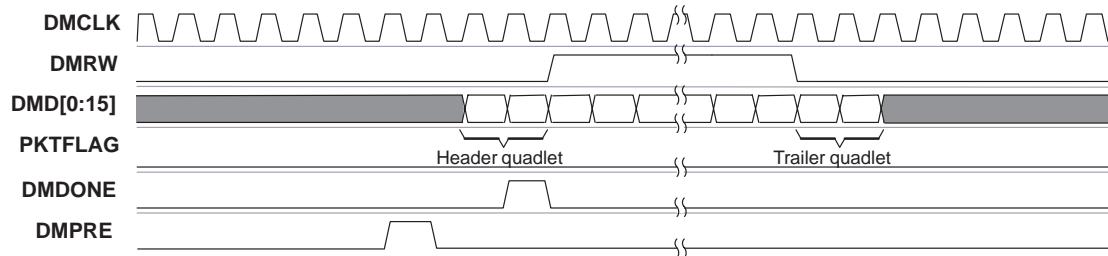 DMCLK
DMRW
DMD[0:15]
PKTFLAG
Header quadlet
Trailer quadlet
DMDONE
DMPRE